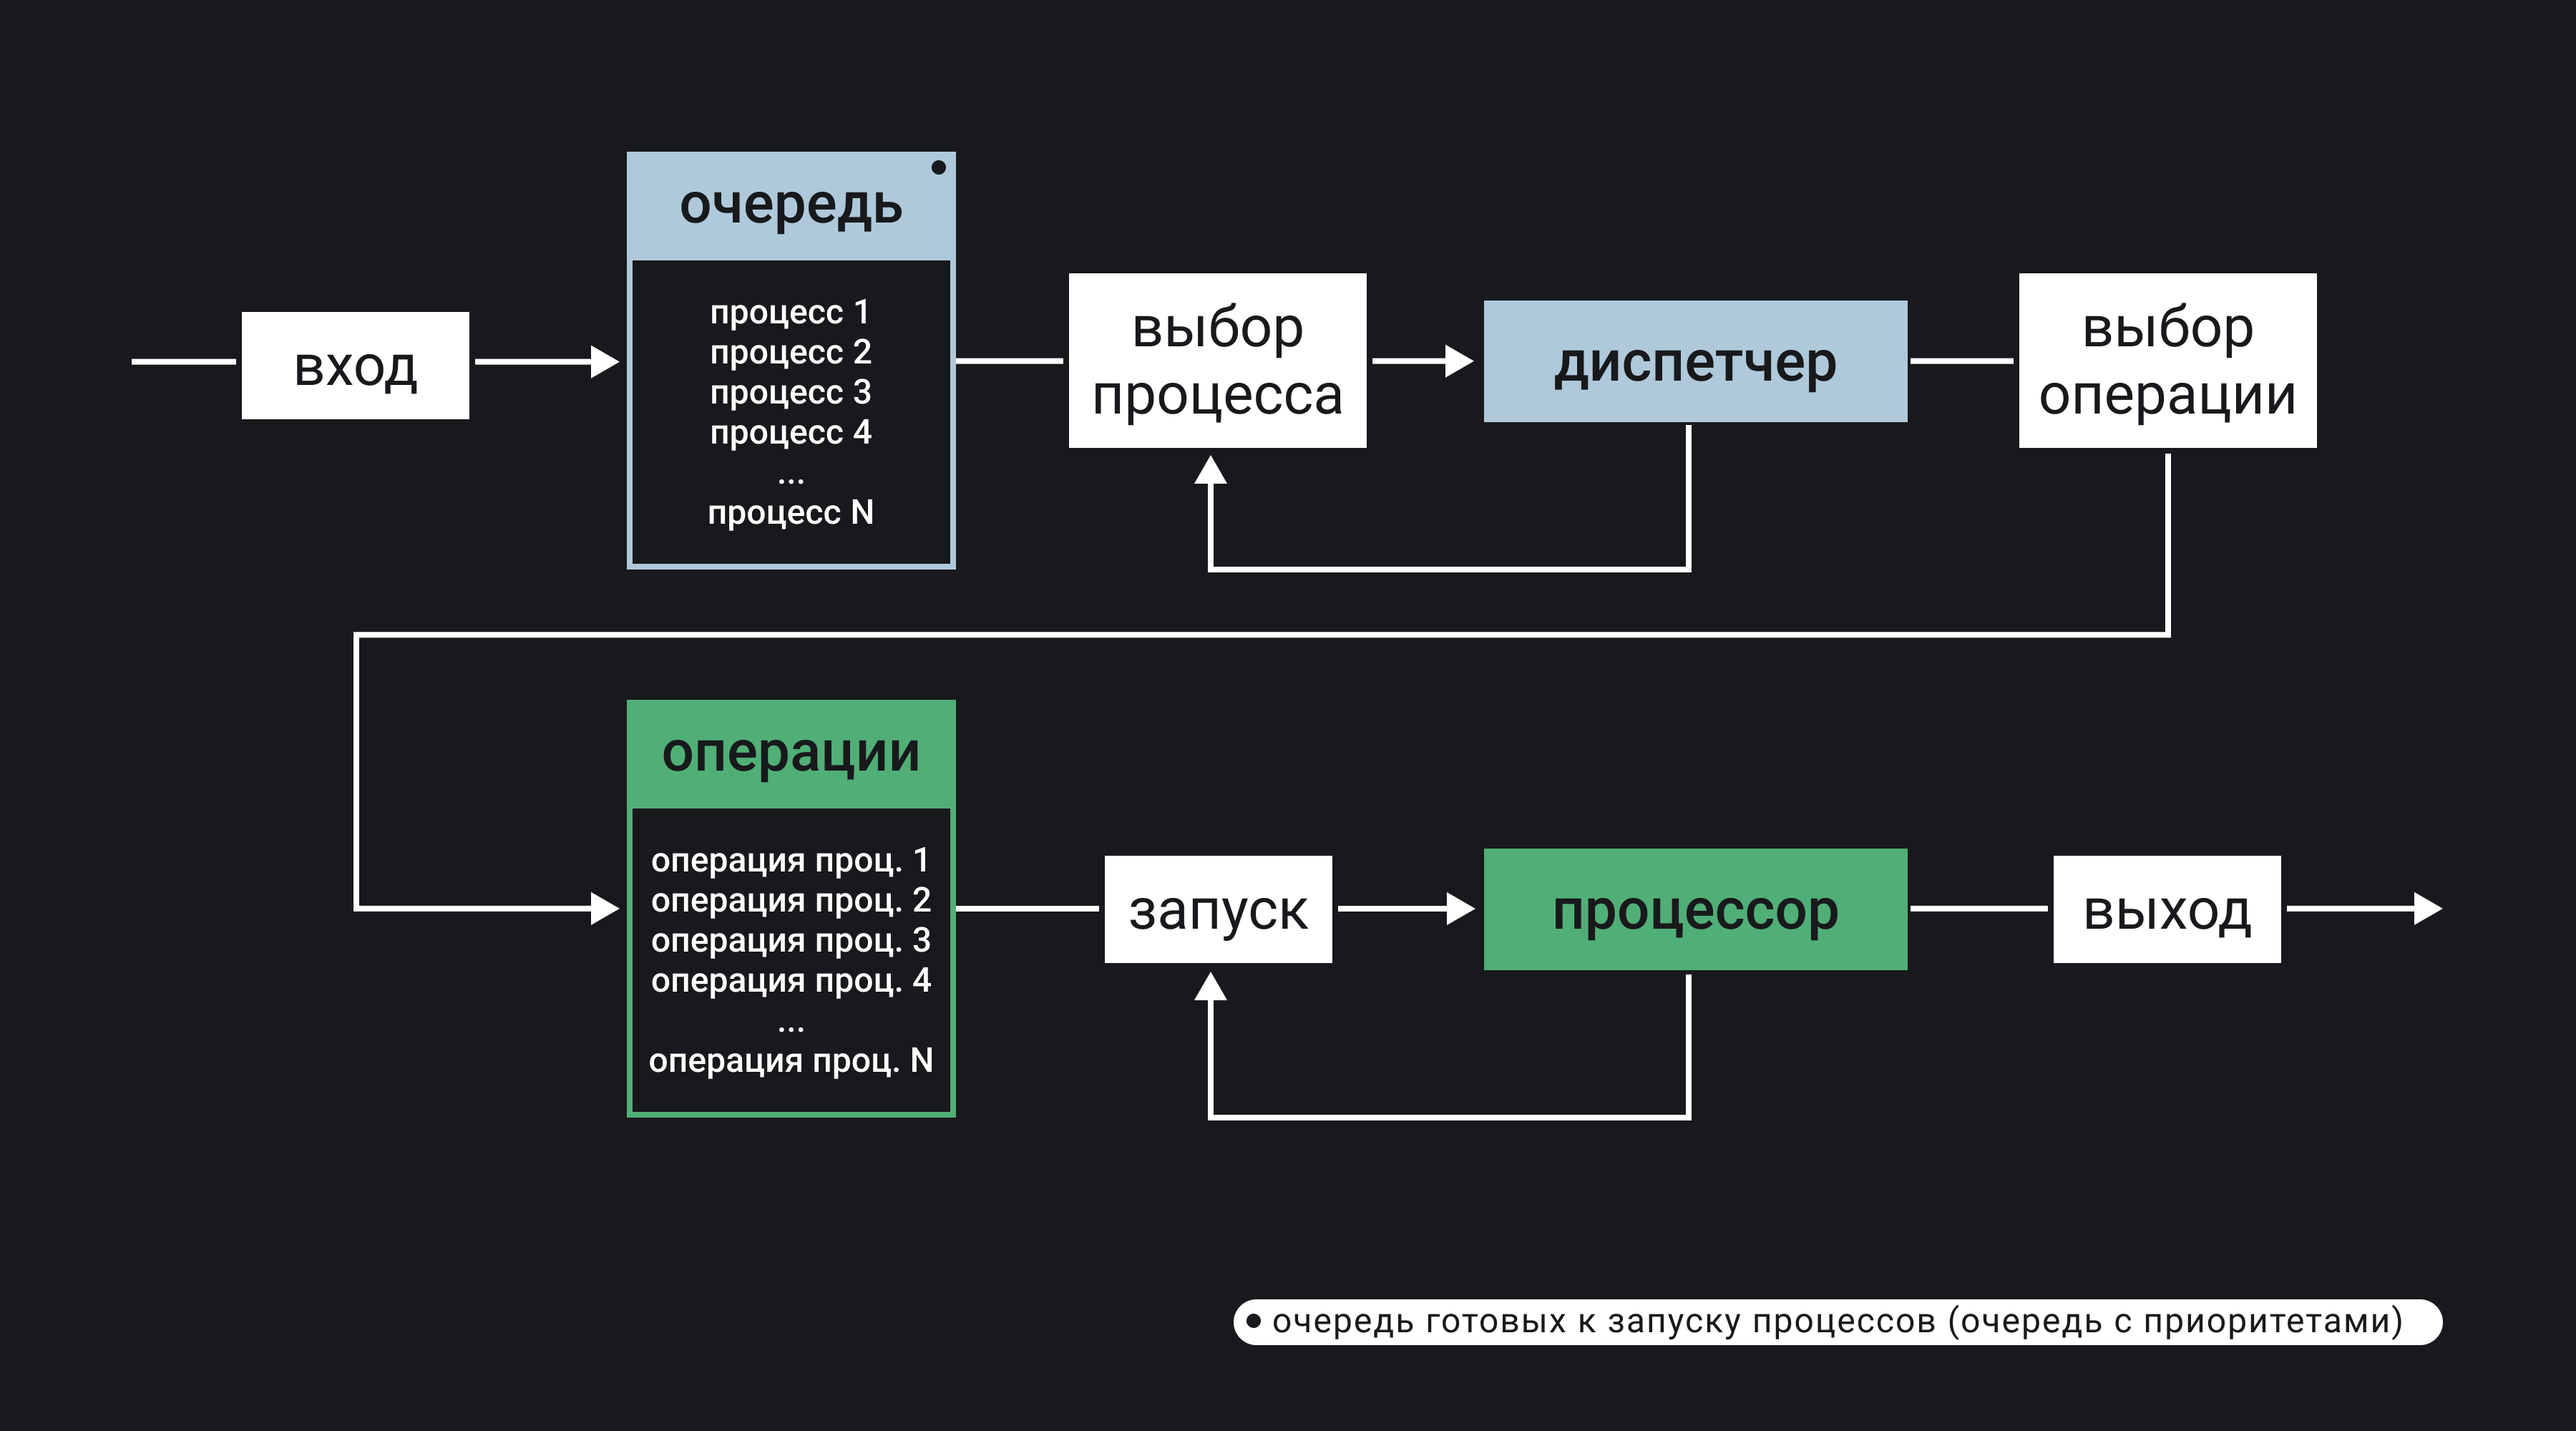 очередь
процесс 1
процесс 2
процесс 3
процесс 4
...
процесс N
вход
выбор
процесса
диспетчер
выбор
операции
операции
операция проц. 1
операция проц. 2
операция проц. 3
операция проц. 4
...
операция проц. N
запуск
процессор
выход
• очередь готовых к запуску процессов (очередь с приоритетами)